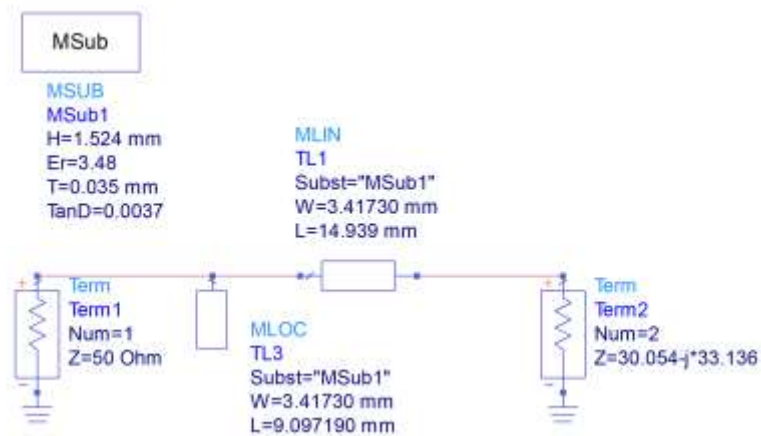 MSub
MSUB
MSub1
H=1.524 mm
Er=3.48
T=0.035 mm
TanD=0.0037
MLIN
TL1
Subst="MSub1"
W=3.41730 mm
L=14.939 mm
+
Term
Term1
Num=1
Z=50 Ohm
-
MLOC
TL3
Subst="MSub1"
W=3.41730 mm
L=9.097190 mm
+
Term
Term2
Num=2
Z=30.054-j*33.136
-